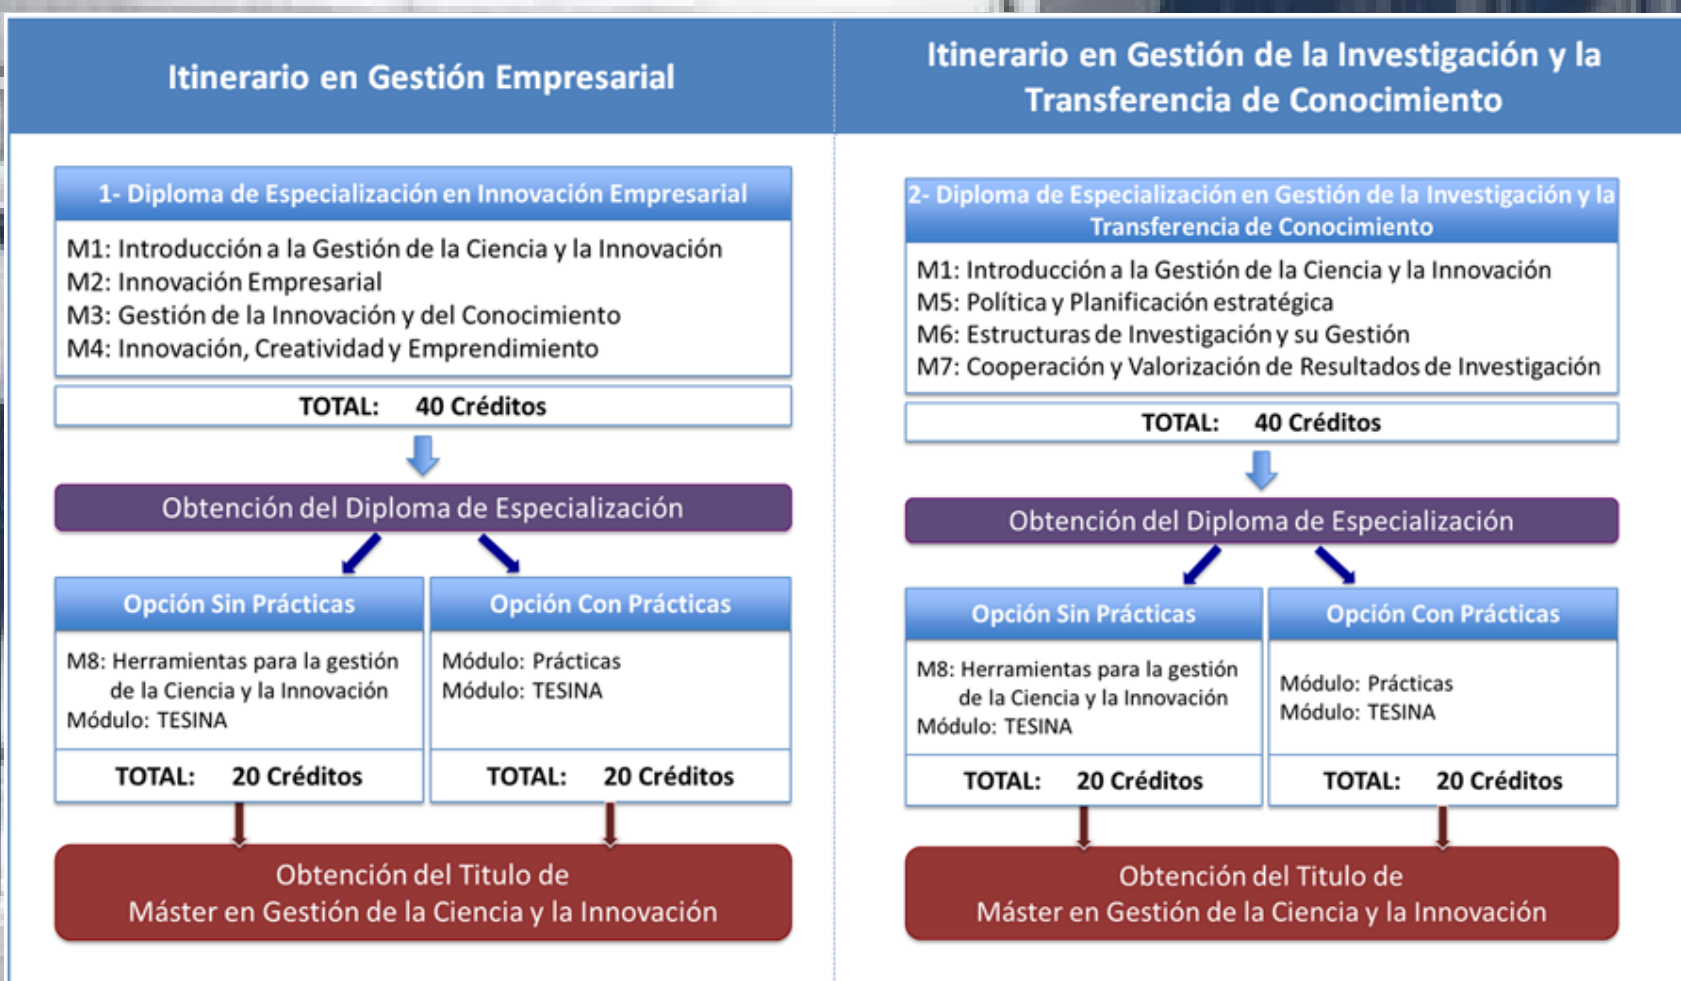 Itinerario en Gestión Empresarial
1- Diploma de Especialización en Innovación Empresarial
M1: Introducción a la Gestión de la Ciencia y la Innovación
M2: Innovación Empresarial
M3: Gestión de la Innovación y del Conocimiento
M4: Innovación, Creatividad y Emprendimiento
TOTAL: 40 Créditos
Obtención del Diploma de Especialización
Opción Sin Prácticas
M8: Herramientas para la gestión
de la Ciencia y la Innovación
Módulo: TESINA
TOTAL: 20 Créditos
Opción Con Prácticas
Módulo: Prácticas
Módulo: TESINA
TOTAL: 20 Créditos
Obtención del Titulo de
Máster en Gestión de la Ciencia y la Innovación
Itinerario en Gestión de la Investigación y la
Transferencia de Conocimiento
2- Diploma de Especialización en Gestión de la Investigación y la
Transferencia de Conocimiento
M1: Introducción a la Gestión de la Ciencia y la Innovación
M5: Política y Planificación estratégica
M6: Estructuras de Investigación y su Gestión
M7: Cooperación y Valorización de Resultados de Investigación
TOTAL: 40 Créditos
Obtención del Diploma de Especialización
Opción Sin Prácticas
M8: Herramientas para la gestión
de la Ciencia y la Innovación
Módulo: TESINA
TOTAL: 20 Créditos
Opción Con Prácticas
Módulo: Prácticas
Módulo: TESINA
TOTAL: 20 Créditos
Obtención del Titulo de
Máster en Gestión de la Ciencia y la Innovación